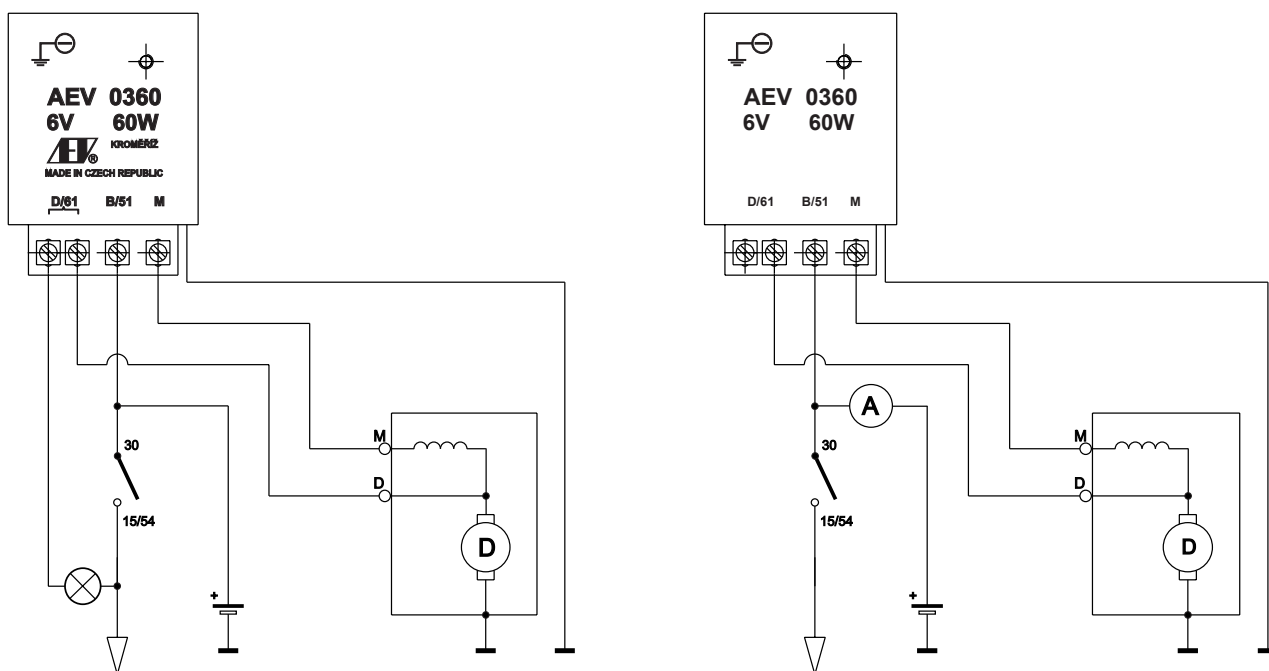 AEV 0360
6V 60W
AEV®
KROMĚŘÍŽ
MADE IN CZECH REPUBLIC
D/61 B/51 M
30
15/54
+
M
D
D
AEV 0360
6V 60W
D/61 B/51 M
A
30
15/54
+
M
D
D